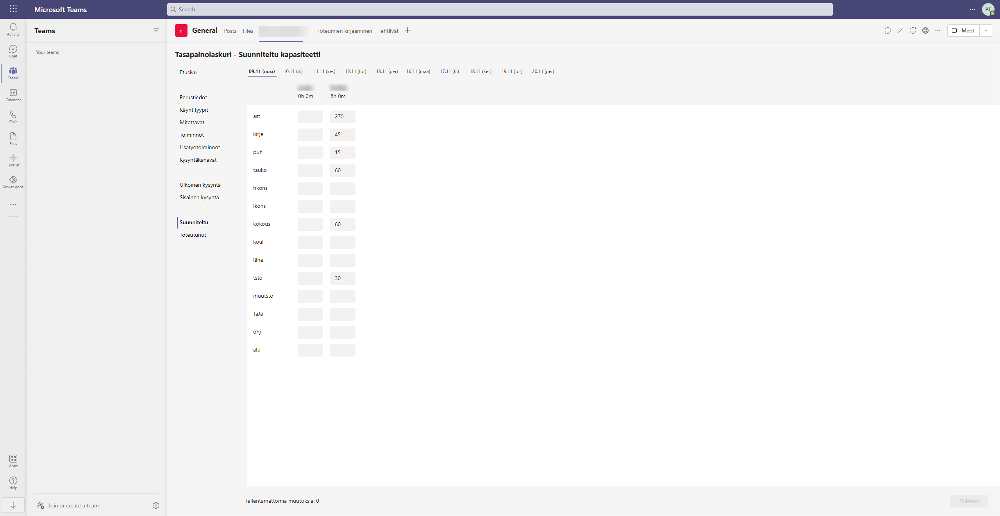 Microsoft Teams
Search
PT
Activity
Chat
Teams
Calendar
Calls
Files
Työtilat
Power Apps
Apps
Help
Teams
Your teams
Join or create a team
p General Posts Files Toteumien kirjaaminen Tehtävät
Meet
Tasapainolaskuri - Suunniteltu kapasiteetti
Etusivu
Perustiedot
Käyntityypit
Mitattavat
Toiminnot
Lisätyötoiminnot
Kysyntäkanavat
Ulkoinen kysyntä
Sisäinen kysyntä
Suunniteltu
Toteutunut
09.11 (maa) 10.11 (tii) 11.11 (kes) 12.11 (tor) 13.11 (per) 16.11 (maa) 17.11 (tii) 18.11 (kes) 19.11 (tor) 20.11 (per)
0h 0m 8h 0m
ast 270
kirje 45
puh 15
tauko 60
hkons
lkons
kokous 60
koul
lähe
tsto 30
muutsto
TaJä
ohj
alti
Tallentamattomia muutoksia: 0
Tallenna